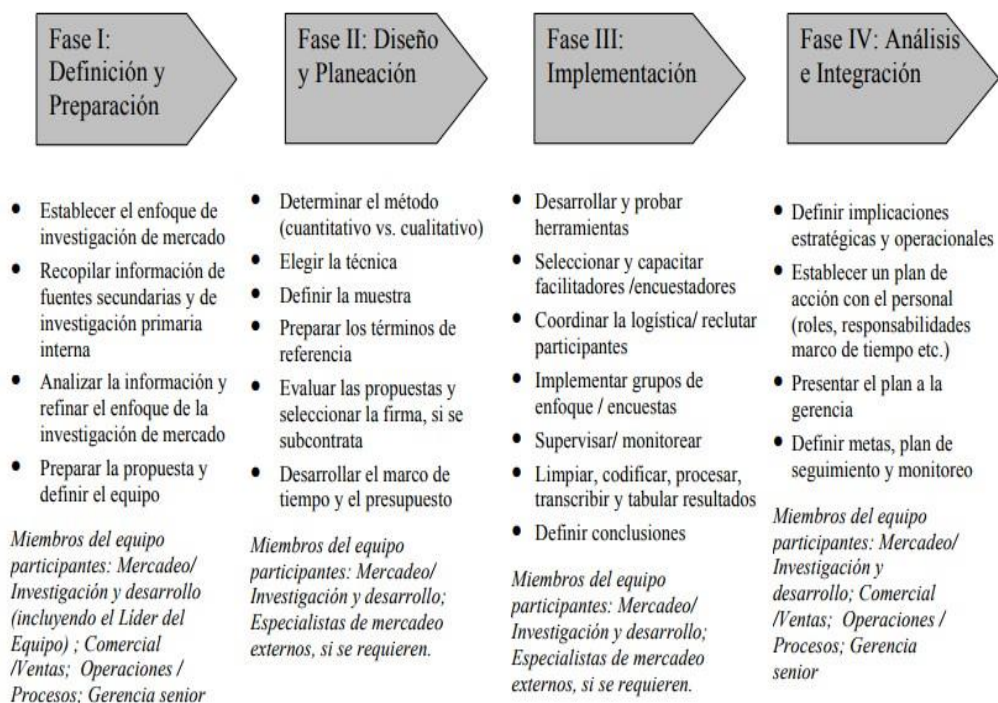 Fase I:
Definición y
Preparación
Fase II: Diseño
y Planeación
Fase III:
Implementación
Fase IV: Análisis
e Integración
• Establecer el enfoque de
investigación de mercado
• Recopilar información de
fuentes secundarias y de
investigación primaria
interna
• Analizar la información y
refinar el enfoque de la
investigación de mercado
• Preparar la propuesta y
definir el equipo
Miembros del equipo
participantes: Mercadeo/
Investigación y desarrollo
(incluyendo el Líder del
Equipo) ; Comercial
/Ventas; Operaciones /
Procesos; Gerencia senior
• Determinar el método
(cuantitativo vs. cualitativo)
• Elegir la técnica
• Definir la muestra
• Preparar los términos de
referencia
• Evaluar las propuestas y
seleccionar la firma, si se
subcontrata
• Desarrollar el marco de
tiempo y el presupuesto
Miembros del equipo
participantes: Mercadeo/
Investigación y desarrollo;
Especialistas de mercadeo
externos, si se requieren.
• Desarrollar y probar
herramientas
• Seleccionar y capacitar
facilitadores /encuestadores
• Coordinar la logística/ reclutar
participantes
• Implementar grupos de
enfoque / encuestas
• Supervisar/ monitorear
• Limpiar, codificar, procesar,
transcribir y tabular resultados
• Definir conclusiones
Miembros del equipo
participantes: Mercadeo/
Investigación y desarrollo;
Especialistas de mercadeo
externos, si se requieren.
• Definir implicaciones
estratégicas y operacionales
• Establecer un plan de
acción con el personal
(roles, responsabilidades
marco de tiempo etc.)
• Presentar el plan a la
gerencia
• Definir metas, plan de
seguimiento y monitoreo
Miembros del equipo
participantes: Mercadeo/
Investigación y
desarrollo; Comercial
/Ventas; Operaciones /
Procesos; Gerencia
senior